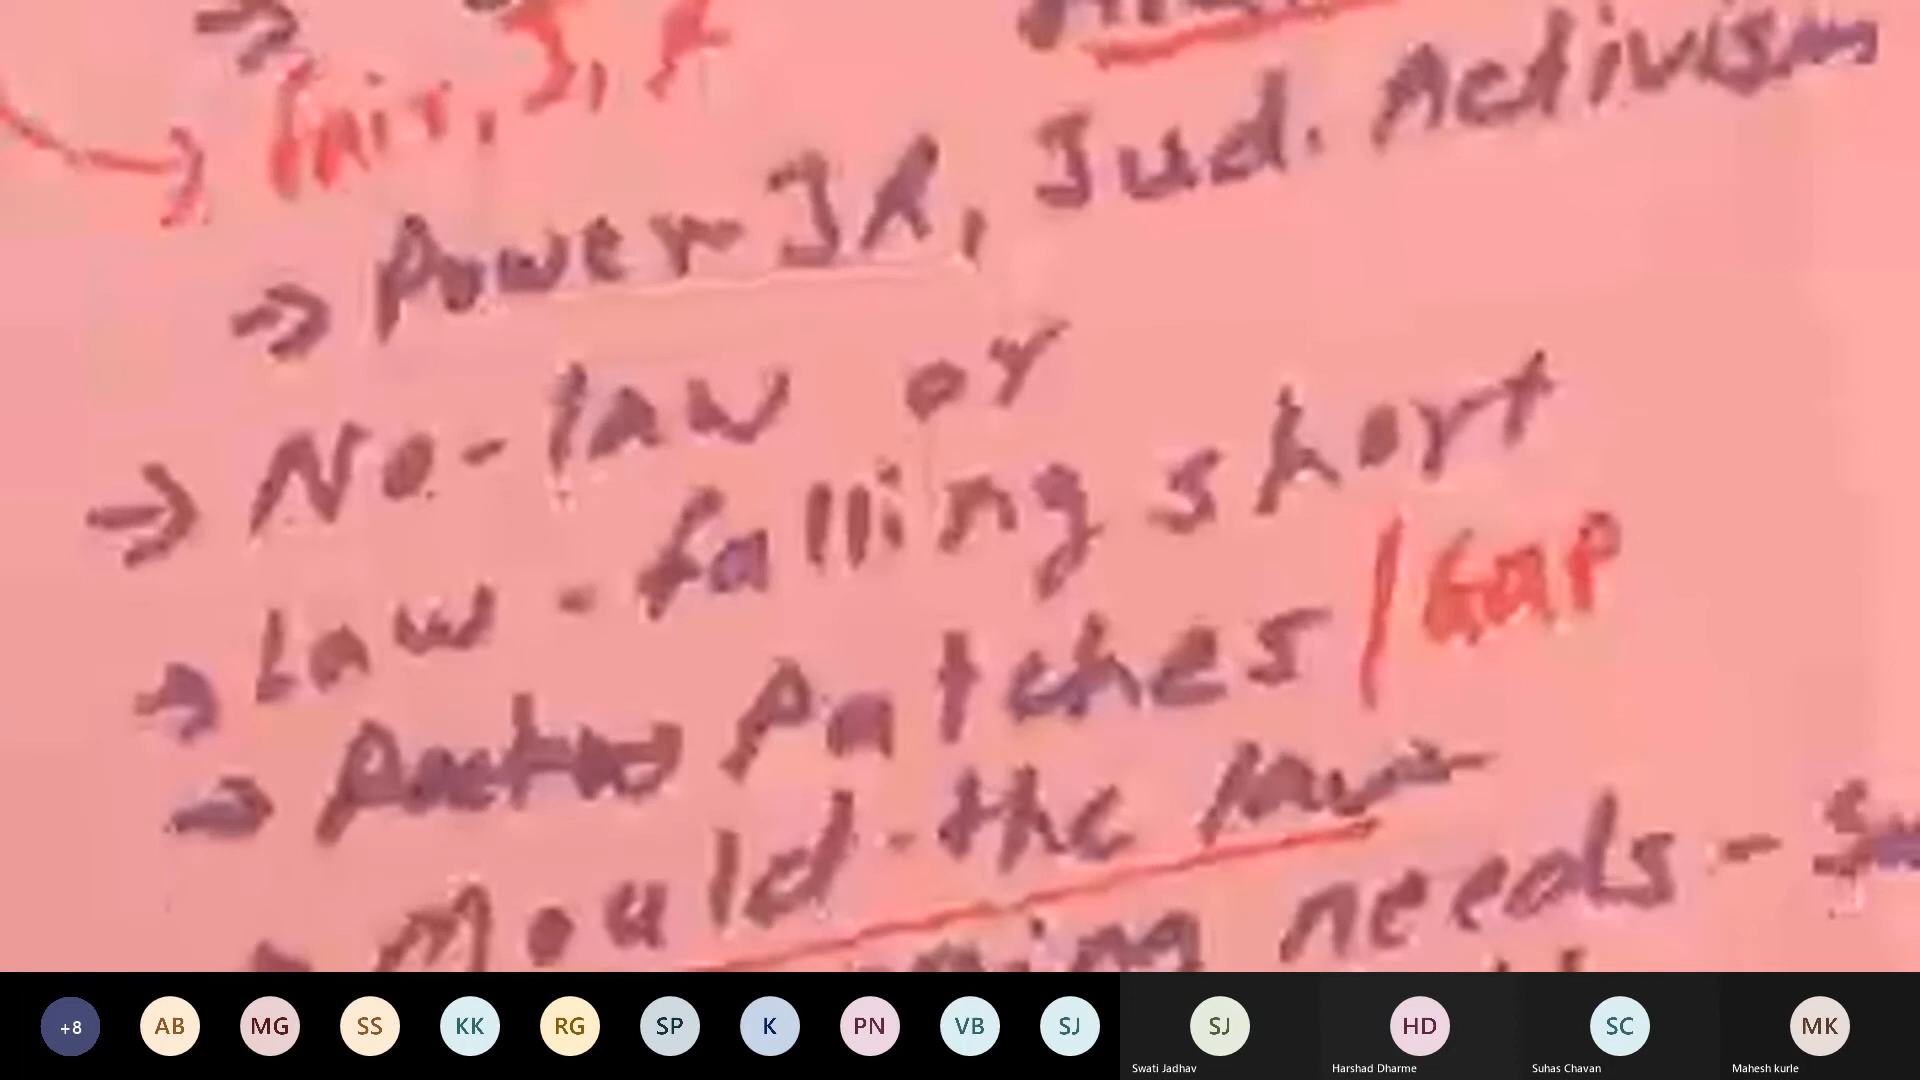 → Fair, J, R
→ Power JR, Jud. Activism
→ No-law or
→ Law - falling short
→ Patches / GAP
Mould - the law
needs -
+8
AB
MG
SS
KK
RG
SP
K
PN
VB
SJ
SJ
HD
SC
MK
Swati Jadhav
Harshad Dharme
Suhas Chavan
Mahesh kurle